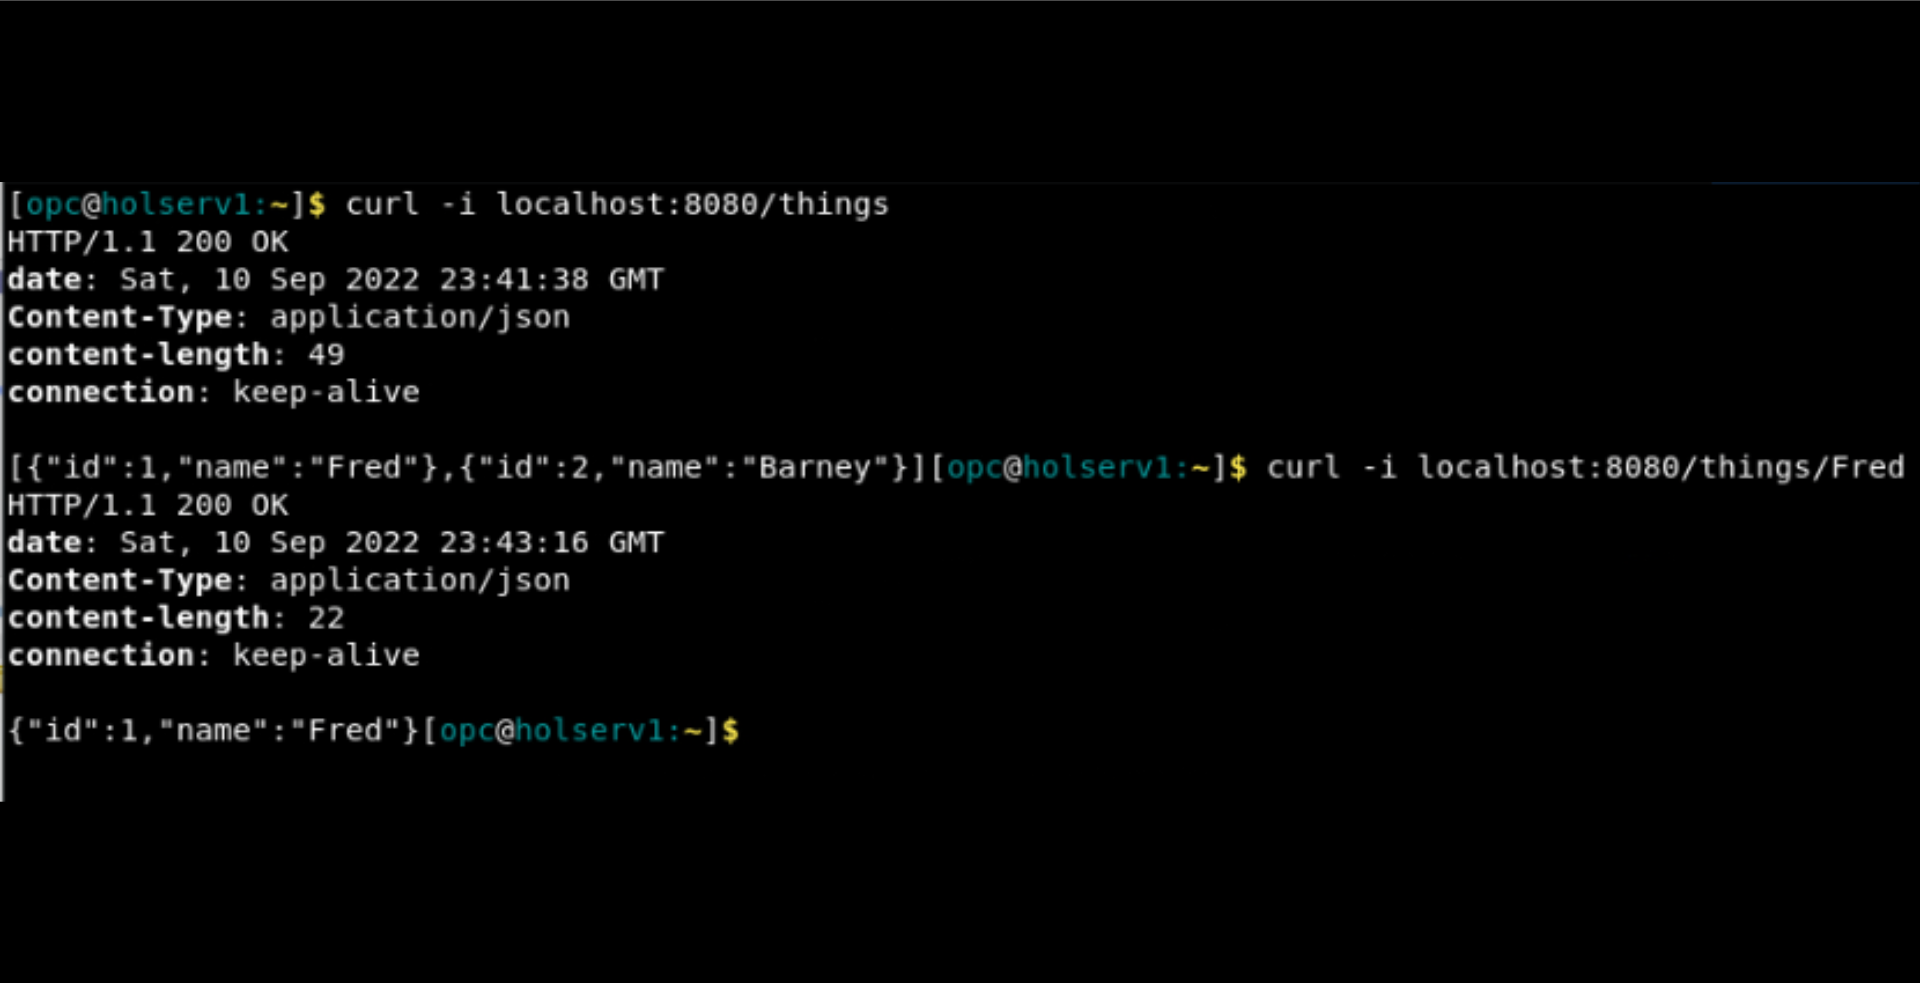 [opc@holserv1:~]$ curl -i localhost:8080/things
HTTP/1.1 200 OK
date: Sat, 10 Sep 2022 23:41:38 GMT
Content-Type: application/json
content-length: 49
connection: keep-alive
[{"id":1,"name":"Fred"},{"id":2,"name":"Barney"}][opc@holserv1:~]$ curl -i localhost:8080/things/Fred
HTTP/1.1 200 OK
date: Sat, 10 Sep 2022 23:43:16 GMT
Content-Type: application/json
content-length: 22
connection: keep-alive
{"id":1,"name":"Fred"}[opc@holserv1:~]$